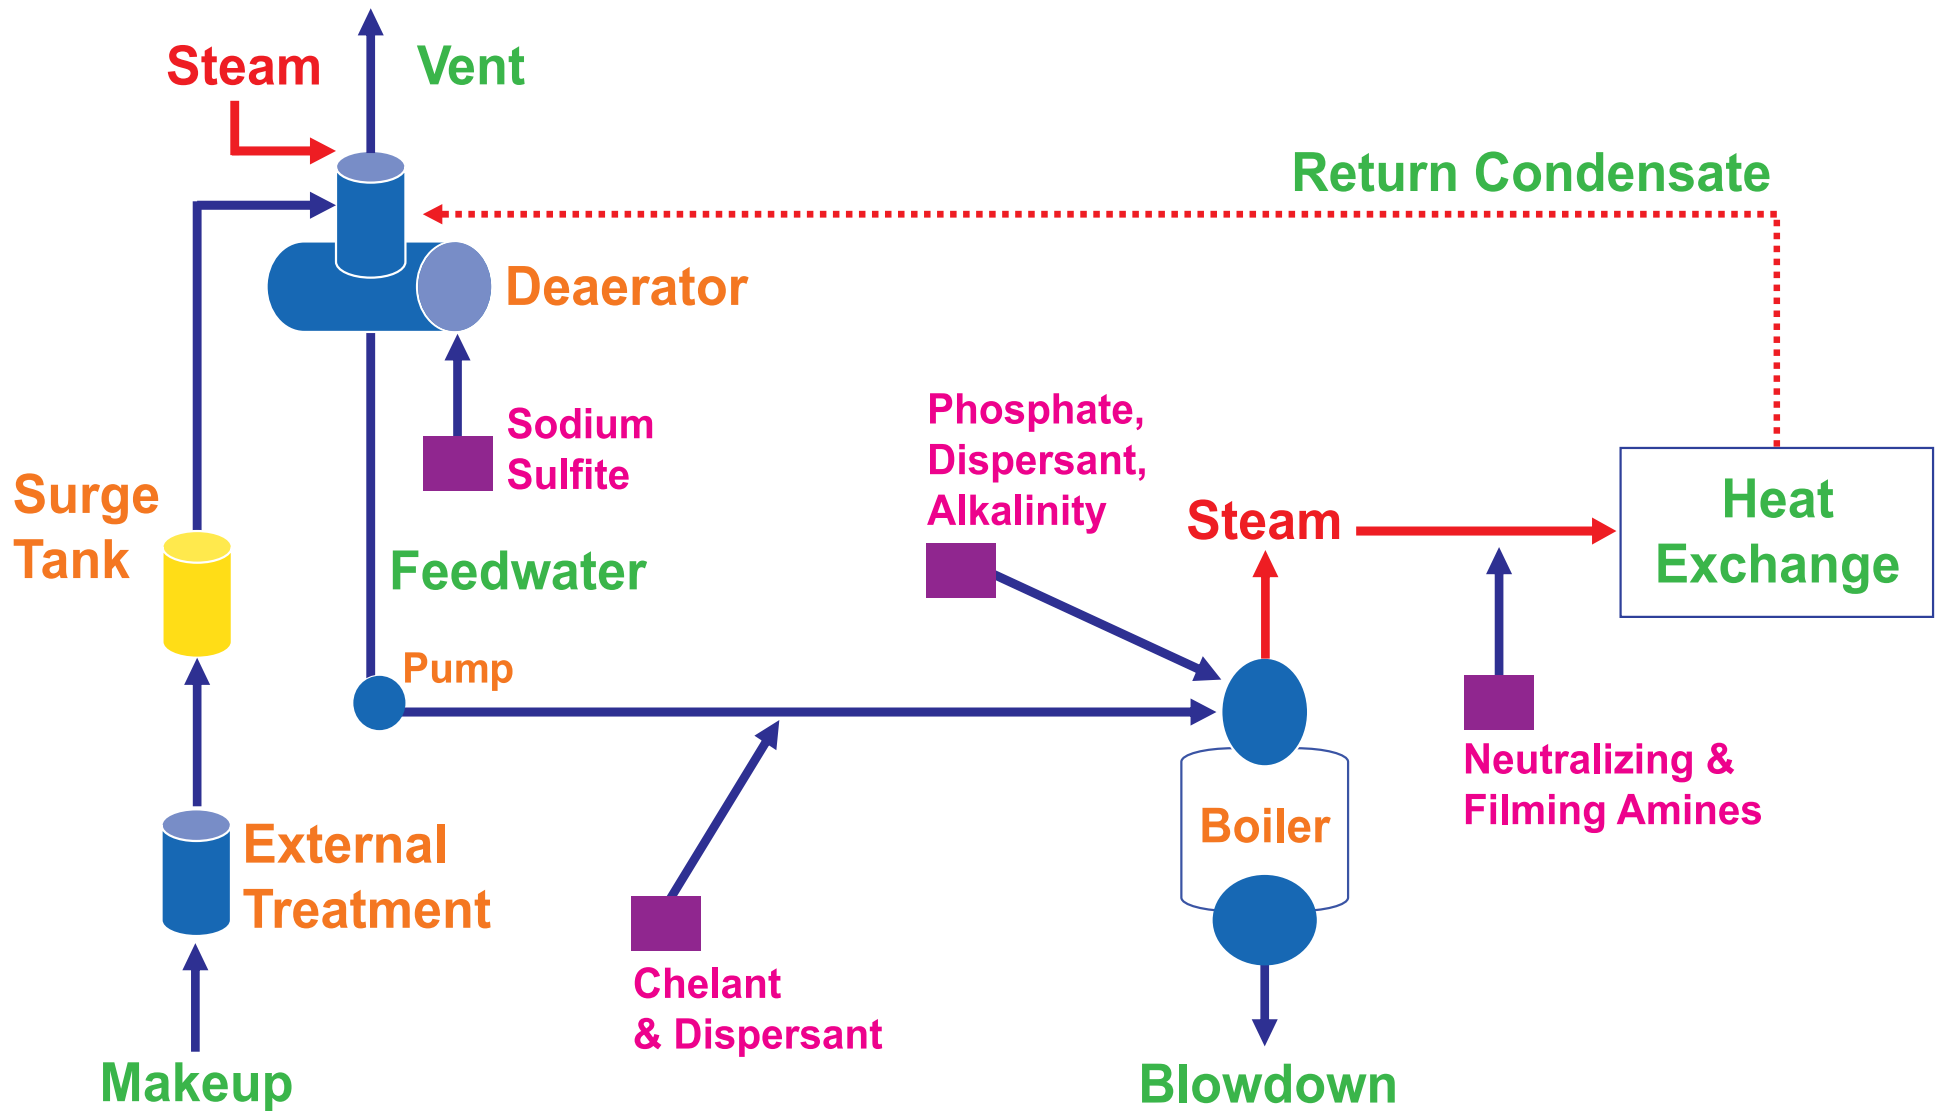 Steam
Vent
Return Condensate
Deaerator
Sodium
Sulfite
Phosphate,
Dispersant,
Alkalinity
Surge
Tank
Steam
Heat
Exchange
Feedwater
Pump
Neutralizing &
Filming Amines
Boiler
External
Treatment
Chelant
& Dispersant
Makeup
Blowdown